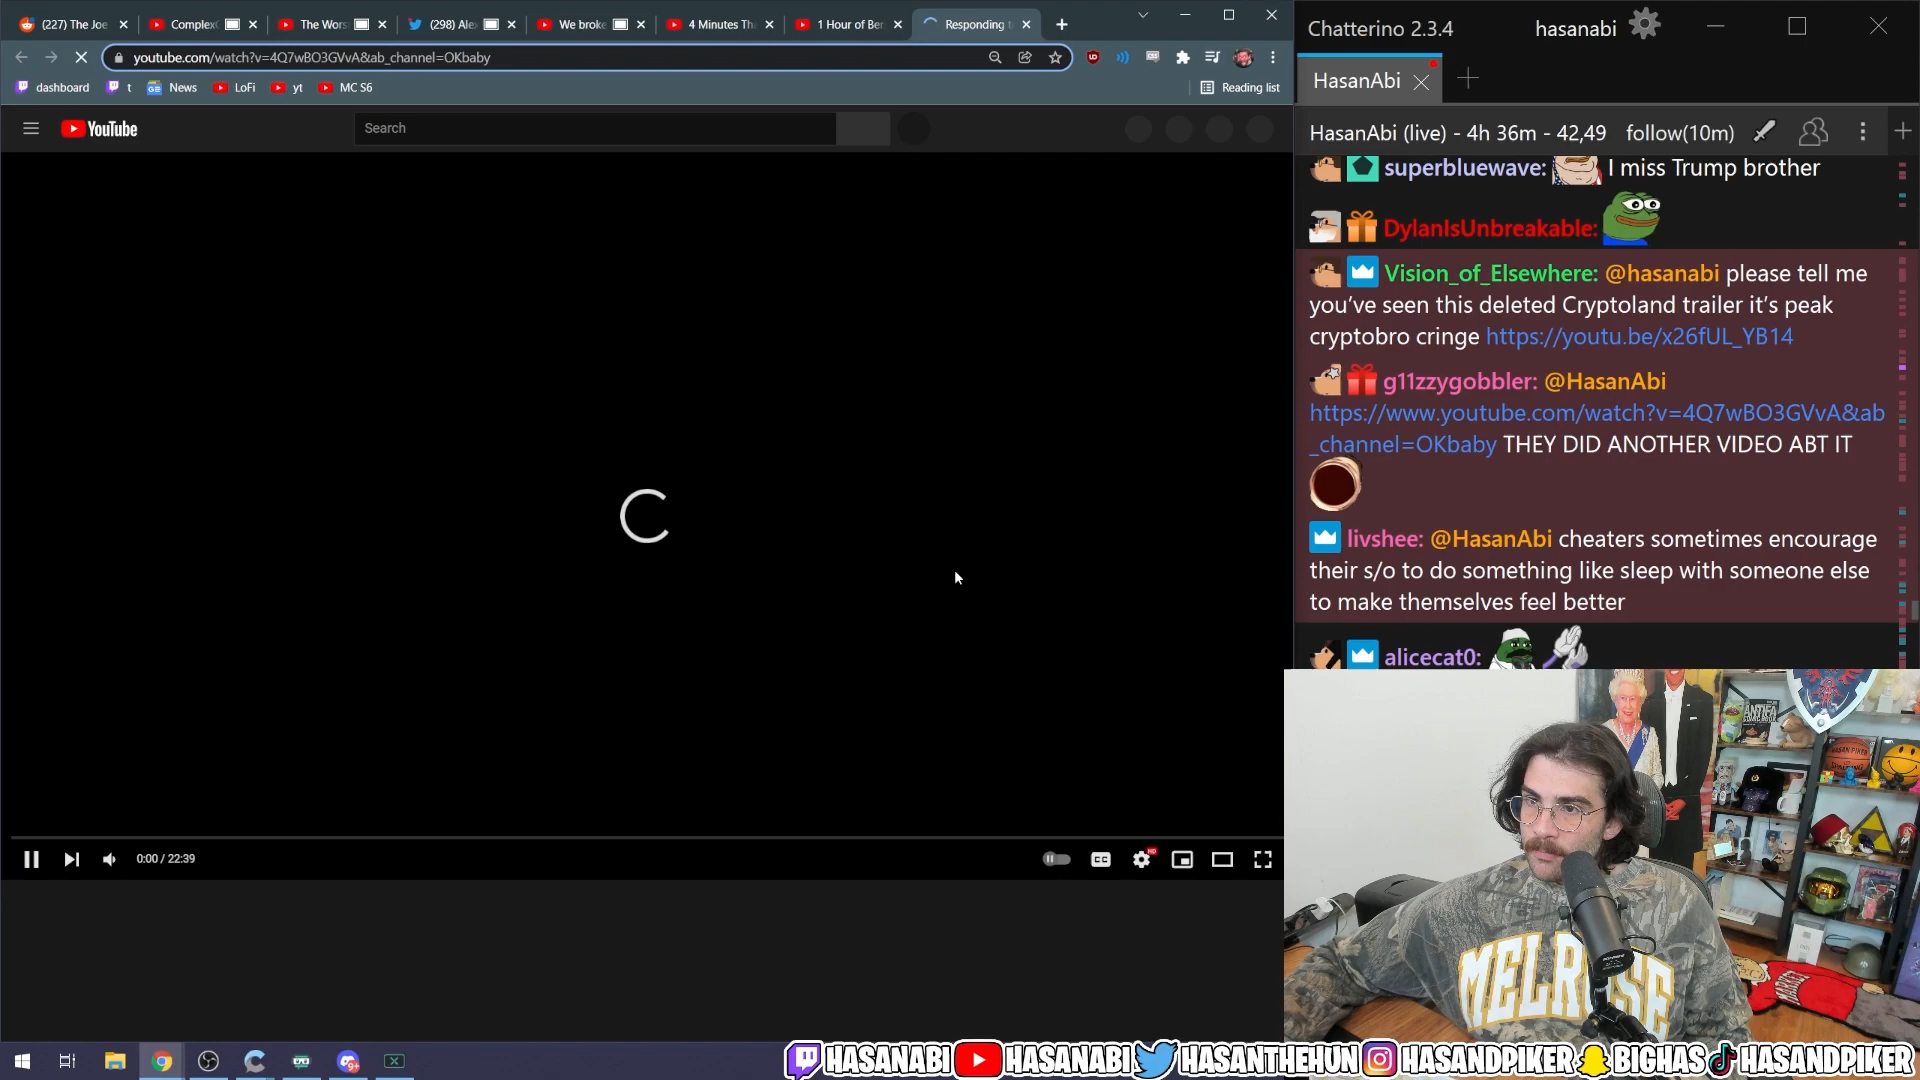 (227) The Joe
ComplexC
The Wors
(298) Ale
We broke
4 Minutes Th
1 Hour of Ber
Responding t
youtube.com/watch?v=4Q7wBO3GVvA&ab_channel=OKbaby
dashboard
t
News
LoFi
yt
MC S6
Reading list
YouTube
Search
0:00 / 22:39
CC
HD
Chatterino 2.3.4
hasanabi
HasanAbi
HasanAbi (live) - 4h 36m - 42,49
follow(10m)
superbluewave: I miss Trump brother
DylanIsUnbreakable:
Vision_of_Elsewhere: @hasanabi please tell me
you've seen this deleted Cryptoland trailer it's peak
cryptobro cringe https://youtu.be/x26fUL_YB14
g11zzygobbler: @HasanAbi
https://www.youtube.com/watch?v=4Q7wBO3GVvA&ab
_channel=OKbaby THEY DID ANOTHER VIDEO ABT IT
livshee: @HasanAbi cheaters sometimes encourage
their s/o to do something like sleep with someone else
to make themselves feel better
alicecat0:
ANTIFA
HASAN PIKER
MELROSE
HASANABI
HASANABI
HASANTHEHUN
HASANDPIKER
BIGHAS
HASANDPIKER